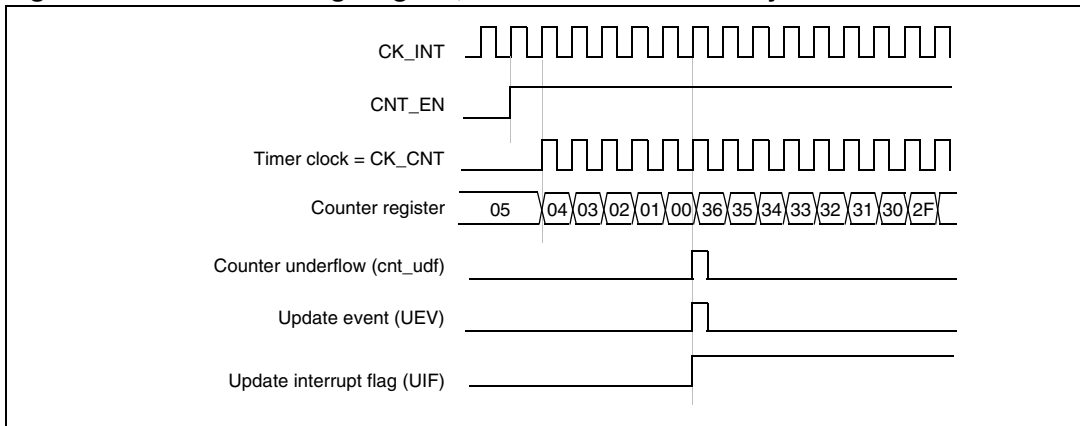 CK_INT
CNT_EN
Timer clock = CK_CNT
Counter register 05 04 03 02 01 00 36 35 34 33 32 31 30 2F
Counter underflow (cnt_udf)
Update event (UEV)
Update interrupt flag (UIF)